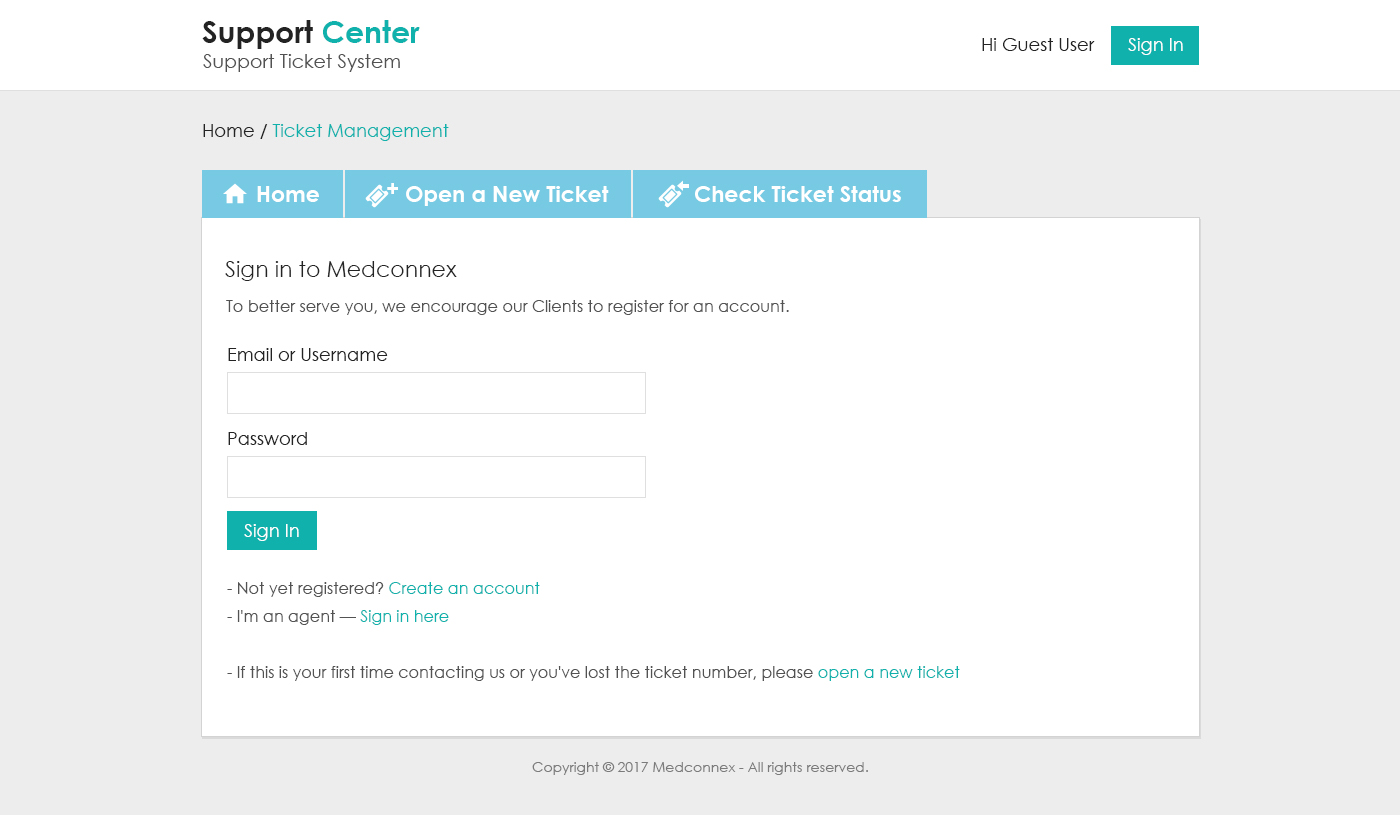 Support Center
Support Ticket System
Hi Guest User
Sign In
Home / Ticket Management
Home
Open a New Ticket
Check Ticket Status
Sign in to Medconnex
To better serve you, we encourage our Clients to register for an account.
Email or Username
Password
Sign In
- Not yet registered? Create an account
- I'm an agent — Sign in here
- If this is your first time contacting us or you've lost the ticket number, please open a new ticket
Copyright © 2017 Medconnex - All rights reserved.